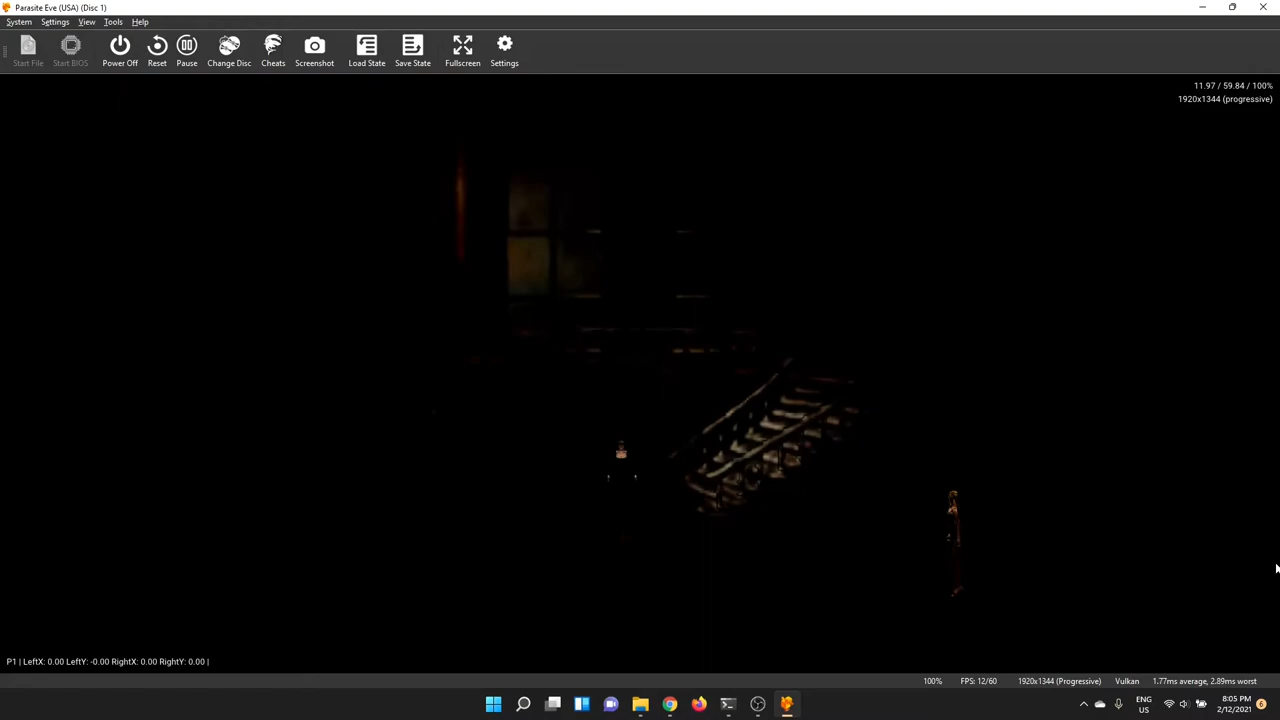 Parasite Eve (USA) (Disc 1)
System Settings View Tools Help
Start File Start BIOS Power Off Reset Pause Change Disc Cheats Screenshot Load State Save State Fullscreen Settings
11.97 / 59.84 / 100%
1920x1344 (progressive)
P1 | LeftX: 0.00 LeftY: -0.00 RightX: 0.00 RightY: 0.00 |
100% FPS: 12/60 1920x1344 (Progressive) Vulkan 1.77ms average, 2.89ms worst
ENG
US
8:05 PM
2/12/2021
6